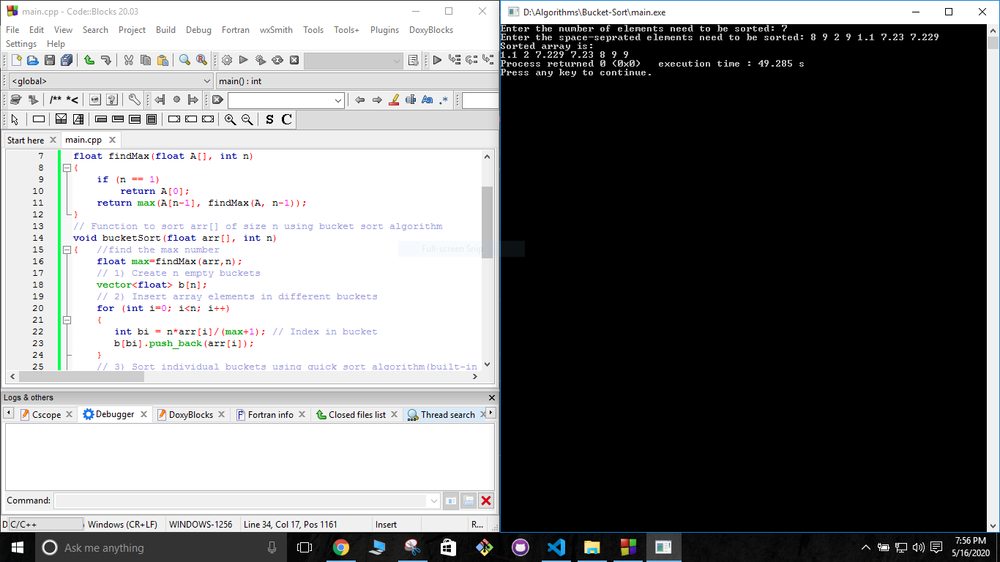 main.cpp - Code::Blocks 20.03
File Edit View Search Project Build Debug Fortran wxSmith Tools Tools+ Plugins DoxyBlocks
Settings Help
<global>
main() : int
/** *<
Aa .*
S C
Start here
main.cpp
7 float findMax(float A[], int n)
8 {
9 if (n == 1)
10 return A[0];
11 return max(A[n-1], findMax(A, n-1));
12 }
13 // Function to sort arr[] of size n using bucket sort algorithm
14 void bucketSort(float arr[], int n)
15 { //find the max number
16 float max=findMax(arr,n);
17 // 1) Create n empty buckets
18 vector<float> b[n];
19 // 2) Insert array elements in different buckets
20 for (int i=0; i<n; i++)
21 {
22 int bi = n*arr[i]/(max+1); // Index in bucket
23 b[bi].push_back(arr[i]);
24 }
25 // 3) Sort individual buckets using quick sort algorithm(built-in
Full-screen Snip
Logs & others
Cscope
Debugger
DoxyBlocks
Fortran info
Closed files list
Thread search
Command:
D
C/C++
Windows (CR+LF)
WINDOWS-1256
Line 34, Col 17, Pos 1161
Insert
R...
D:\Algorithms\Bucket-Sort\main.exe
Enter the number of elements need to be sorted: 7
Enter the space-seprated elements need to be sorted: 8 9 2 9 1.1 7.23 7.229
Sorted array is:
1.1 2 7.229 7.23 8 9 9
Process returned 0 (0x0) execution time : 49.285 s
Press any key to continue.
Ask me anything
7:56 PM
5/16/2020